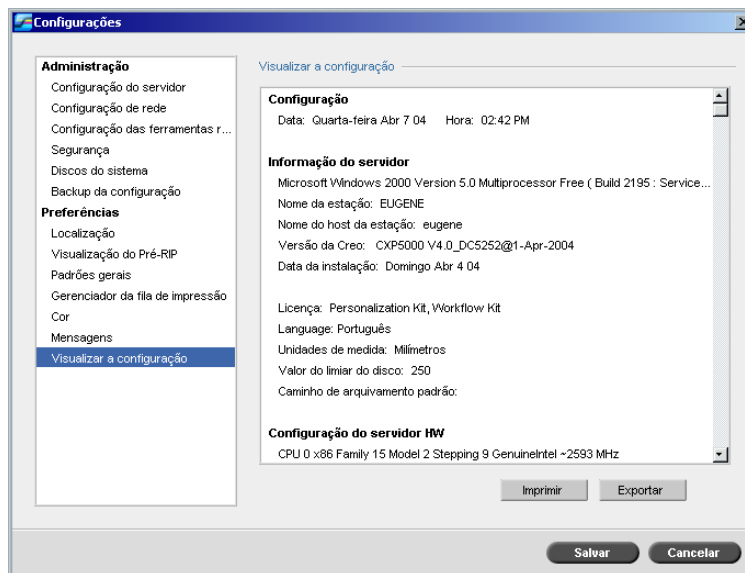 Configurações
Administração
Configuração do servidor
Configuração de rede
Configuração das ferramentas r...
Segurança
Discos do sistema
Backup da configuração
Preferências
Localização
Visualização do Pré-RIP
Padrões gerais
Gerenciador da fila de impressão
Cor
Mensagens
Visualizar a configuração
Visualizar a configuração
Configuração
Data: Quarta-feira Abr 7 04 Hora: 02:42 PM
Informação do servidor
Microsoft Windows 2000 Version 5.0 Multiprocessor Free ( Build 2195 : Service...
Nome da estação: EUGENE
Nome do host da estação: eugene
Versão da Creo: CXP5000 V4.0_DC5252@1-Apr-2004
Data da instalação: Domingo Abr 4 04
Licença: Personalization Kit, Workflow Kit
Language: Português
Unidades de medida: Milímetros
Valor do limiar do disco: 250
Caminho de arquivamento padrão:
Configuração do servidor HW
CPU 0 x86 Family 15 Model 2 Stepping 9 GenuineIntel ~2593 MHz
Imprimir Exportar
Salvar Cancelar